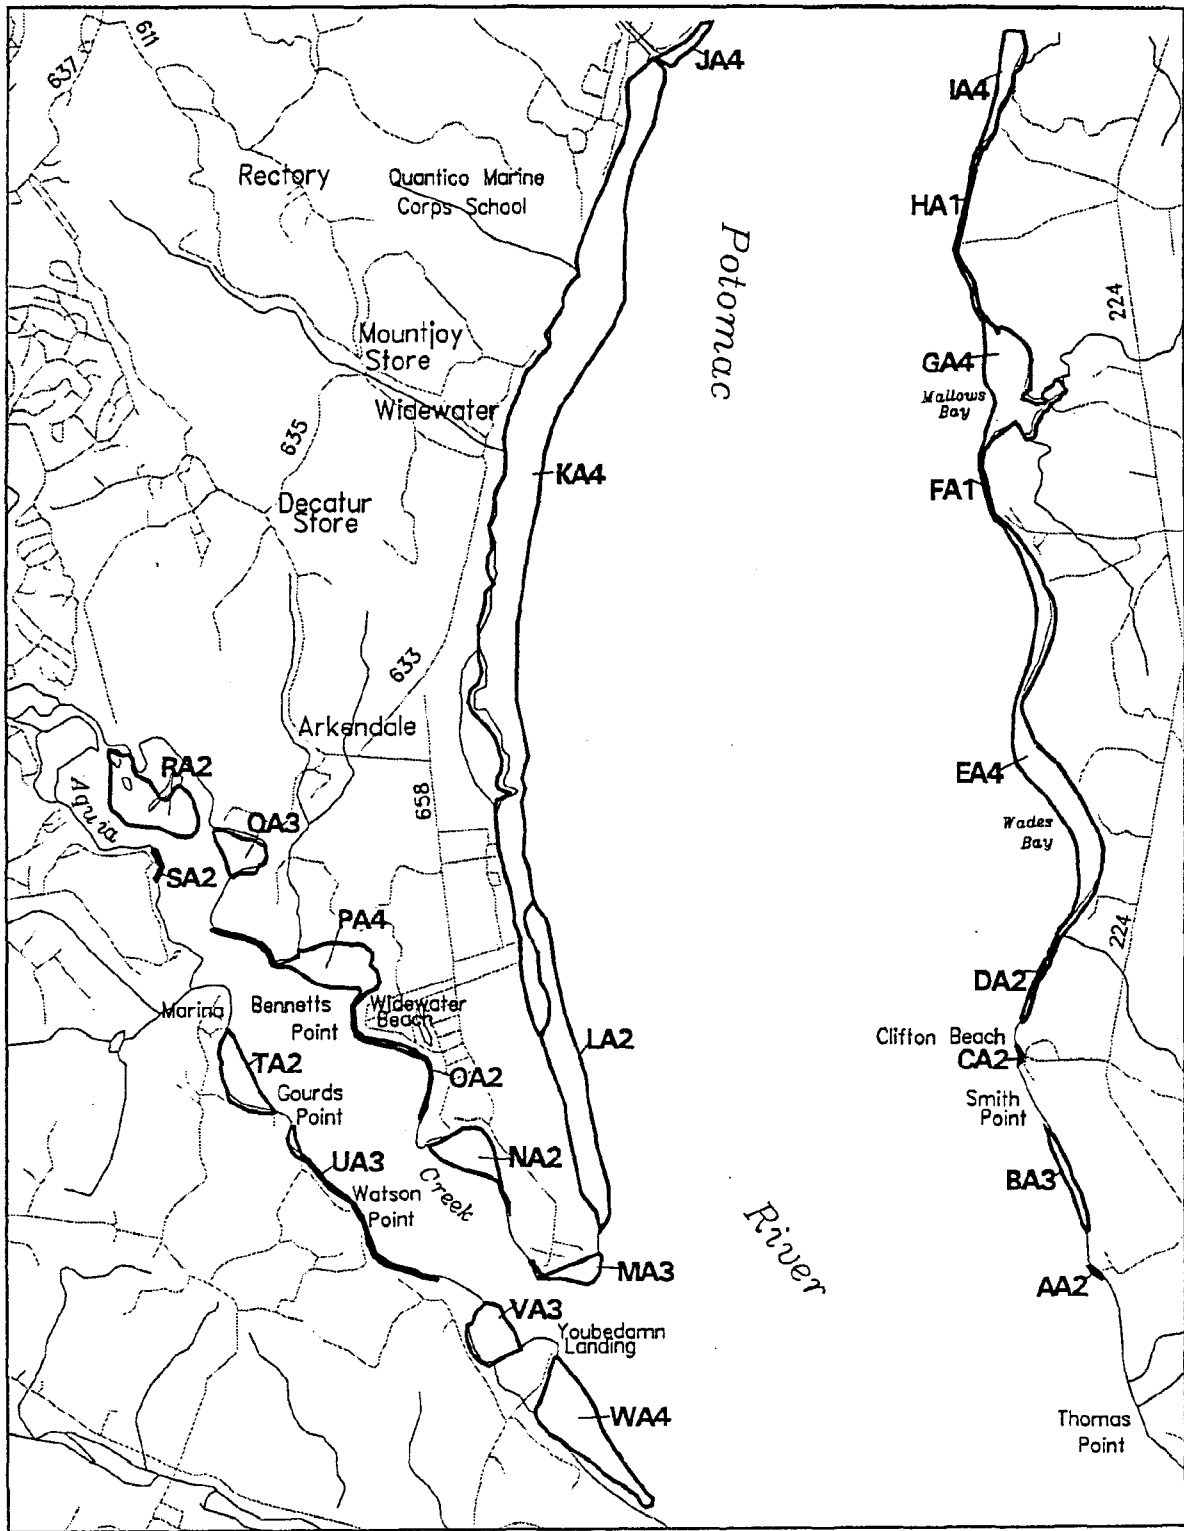 611
637
JA4
IA4
Rectory
Quantico Marine
Corps School
HA1
Potomac
224
Mountjoy
Store
GA4
Mallows
Bay
Widewater
635
KA4
FA1
Decatur
Store
633
Arkendale
RA2
EA4
Aquia
658
QA3
Wades
Bay
SA2
PA4
224
DA2
Marina
Bennetts
Point
Widewater
Beach
Clifton Beach
LA2
CA2
TA2
OA2
Gourds
Point
Smith
Point
NA2
UA3
Creek
BA3
Watson
Point
River
MA3
AA2
VA3
Youbedamn
Landing
WA4
Thomas
Point